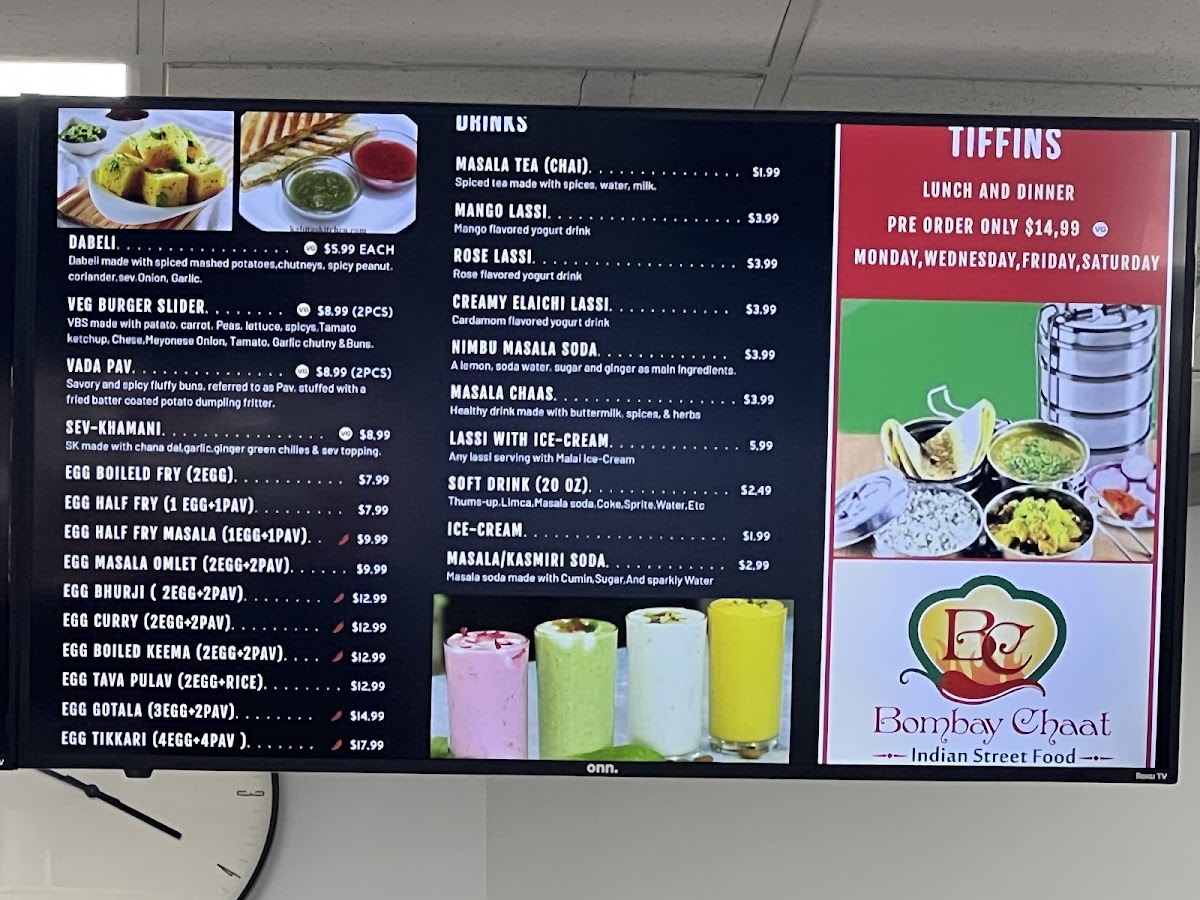 DABELI. . . . . . . . . . . . . . . . . . . VG $5.99 EACH
Dabeli made with spiced mashed potatoes,chutneys, spicy peanut.
coriander,sev.Onion, Garlic.
VEG BURGER SLIDER. . . . . . . . VG $8.99 (2PCS)
VBS made with patato, carrot, Peas, lettuce, spicys,Tamato
ketchup, Chese,Meyonese Onion, Tamato, Garlic chutny &Buns.
VADA PAV. . . . . . . . . . . . . . . . . VG $8.99 (2PCS)
Savory and spicy fluffy buns, referred to as Pav, stuffed with a
fried batter coated potato dumpling fritter.
SEV-KHAMANI. . . . . . . . . . . . . . . . . . VG $8.99
SK made with chana dal,garlic,ginger green chilies & sev topping.
EGG BOILELD FRY (2EGG). . . . . . . . . . . . . $7.99
EGG HALF FRY (1 EGG+1PAV). . . . . . . . . . . $7.99
EGG HALF FRY MASALA (1EGG+1PAV). . $9.99
EGG MASALA OMLET (2EGG+2PAV). . . . . . $9.99
EGG BHURJI ( 2EGG+2PAV). . . . . . . . . $12.99
EGG CURRY (2EGG+2PAV). . . . . . . . . . $12.99
EGG BOILED KEEMA (2EGG+2PAV). . . . $12.99
EGG TAVA PULAV (2EGG+RICE). . . . . . . . $12.99
EGG GOTALA (3EGG+2PAV). . . . . . . . $14.99
EGG TIKKARI (4EGG+4PAV ). . . . . . . $17.99
DRINKS
MASALA TEA (CHAI). . . . . . . . . . . . . . . $1.99
Spiced tea made with spices, water, milk.
MANGO LASSI. . . . . . . . . . . . . . . . . . . $3.99
Mango flavored yogurt drink
ROSE LASSI. . . . . . . . . . . . . . . . . . . . $3.99
Rose flavored yogurt drink
CREAMY ELAICHI LASSI. . . . . . . . . . . . . $3.99
Cardamom flavored yogurt drink
NIMBU MASALA SODA. . . . . . . . . . . . . . $3.99
A lemon, soda water, sugar and ginger as main Ingredients.
MASALA CHAAS. . . . . . . . . . . . . . . . . . $3.99
Healthy drink made with buttermilk, spices, & herbs
LASSI WITH ICE-CREAM. . . . . . . . . . . . . 5,99
Any lassi serving with Malai Ice-Cream
SOFT DRINK (20 OZ). . . . . . . . . . . . . . $2,49
Thums-up,Limca,Masala soda,Coke,Sprite,Water,Etc
ICE-CREAM. . . . . . . . . . . . . . . . . . . . $1.99
MASALA/KASMIRI SODA. . . . . . . . . . . . $2,99
Masala soda made with Cumin,Sugar,And sparkly Water
TIFFINS
LUNCH AND DINNER
PRE ORDER ONLY $14,99 VG
MONDAY,WEDNESDAY,FRIDAY,SATURDAY
BC
Bombay Chaat
Indian Street Food
onn.
Roku TV